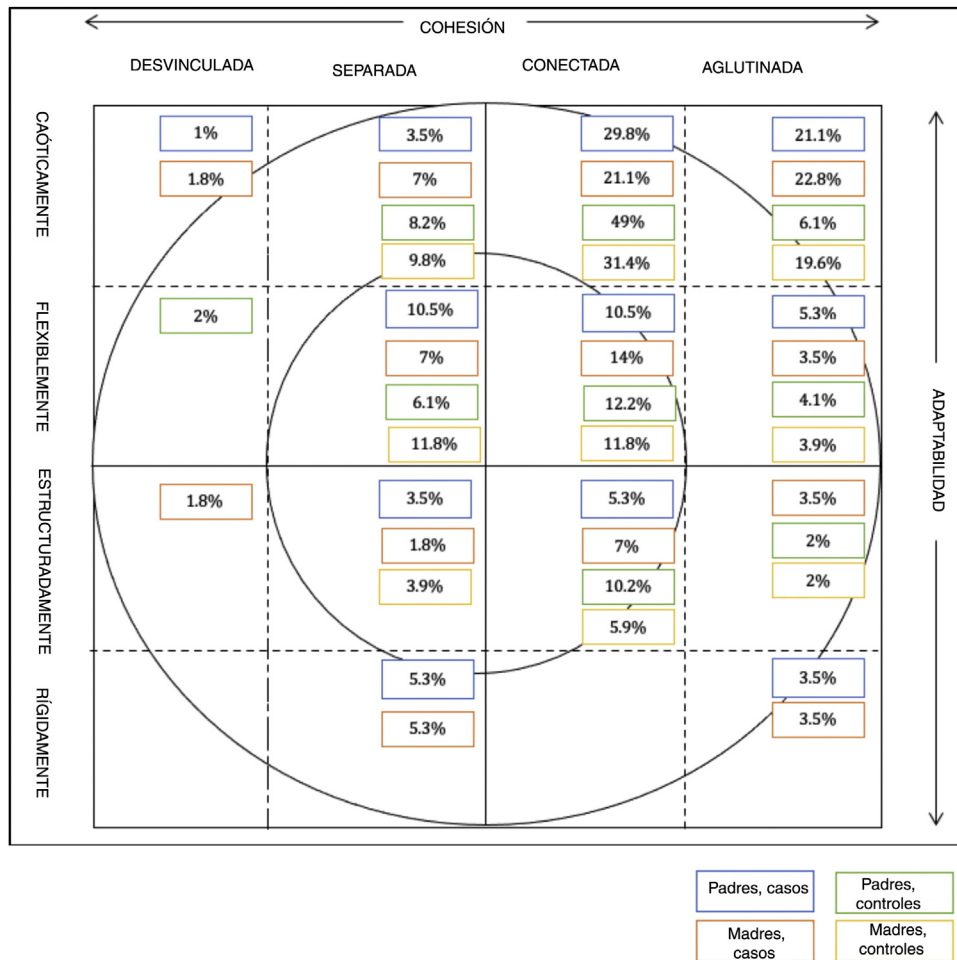 COHESIÓN
DESVINCULADA
SEPARADA
CONECTADA
AGLUTINADA
CAÓTICAMENTE
1%
3.5%
29.8%
21.1%
1.8%
7%
21.1%
22.8%
8.2%
49%
6.1%
9.8%
31.4%
19.6%
FLEXIBLEMENTE
2%
10.5%
10.5%
5.3%
7%
14%
3.5%
6.1%
12.2%
4.1%
11.8%
11.8%
3.9%
ADAPTABILIDAD
ESTRUCTURADAMENTE
1.8%
3.5%
5.3%
3.5%
1.8%
7%
2%
3.9%
10.2%
2%
5.9%
RÍGIDAMENTE
5.3%
3.5%
5.3%
3.5%
Padres, casos
Padres,
controles
Madres,
casos
Madres,
controles